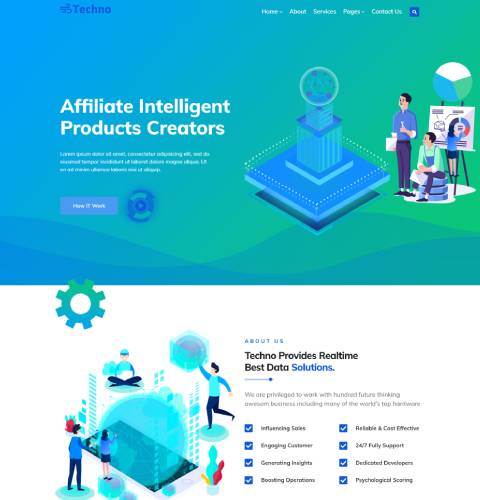 Techno
Home About Services Pages Contact Us
Affiliate Intelligent
Products Creators
Lorem ipsum dolor sit amet, consectetur adipisicing elit, sed do
eiusmod tempor incididunt ut laboret dolore magna aliqua. Ut
en ad minim ullamco laboris nisi ut aliquip.
How IT Work
ABOUT US
Techno Provides Realtime
Best Data Solutions.
We are privileged to work with hundred future thinking
awesom business including many of the world's top hardware
Influencing Sales
Reliable & Cost Effective
Engaging Customer
24/7 Fully Support
Generating Insights
Dedicated Developers
Boosting Operations
Psychological Scoring